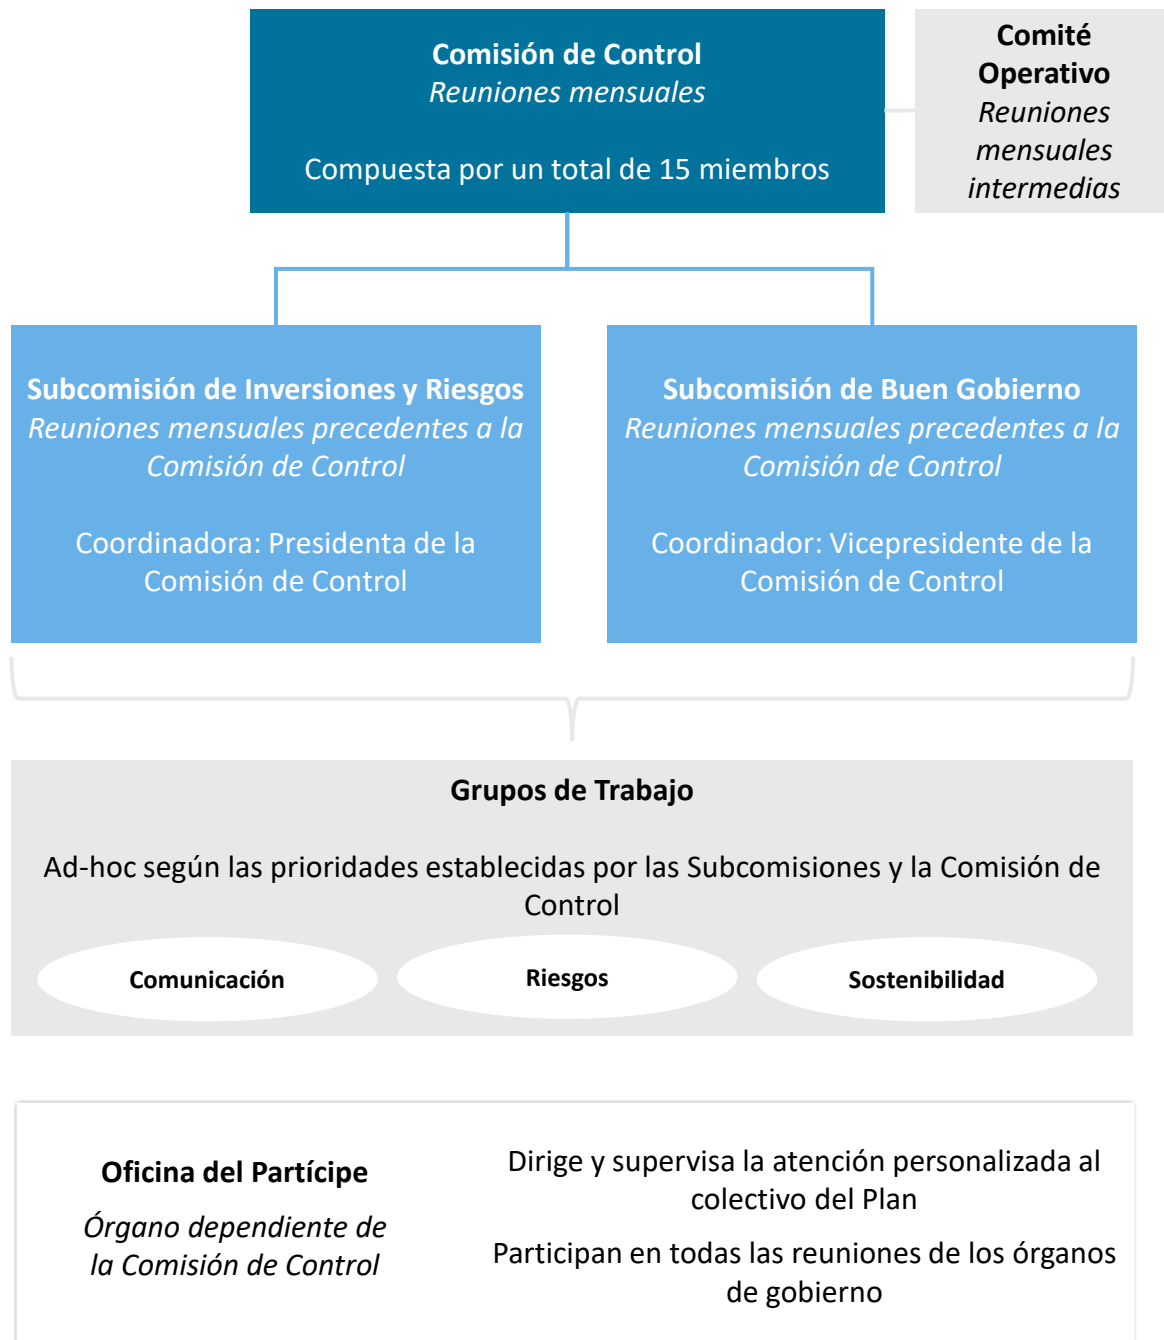 Comisión de Control
Reuniones mensuales
Compuesta por un total de 15 miembros
Comité
Operativo
Reuniones
mensuales
intermedias
Subcomisión de Inversiones y Riesgos
Reuniones mensuales precedentes a la
Comisión de Control
Coordinadora: Presidenta de la
Comisión de Control
Subcomisión de Buen Gobierno
Reuniones mensuales precedentes a la
Comisión de Control
Coordinador: Vicepresidente de la
Comisión de Control
Grupos de Trabajo
Ad-hoc según las prioridades establecidas por las Subcomisiones y la Comisión de
Control
Comunicación
Riesgos
Sostenibilidad
Oficina del Partícipe
Órgano dependiente de
la Comisión de Control
Dirige y supervisa la atención personalizada al
colectivo del Plan
Participan en todas las reuniones de los órganos
de gobierno